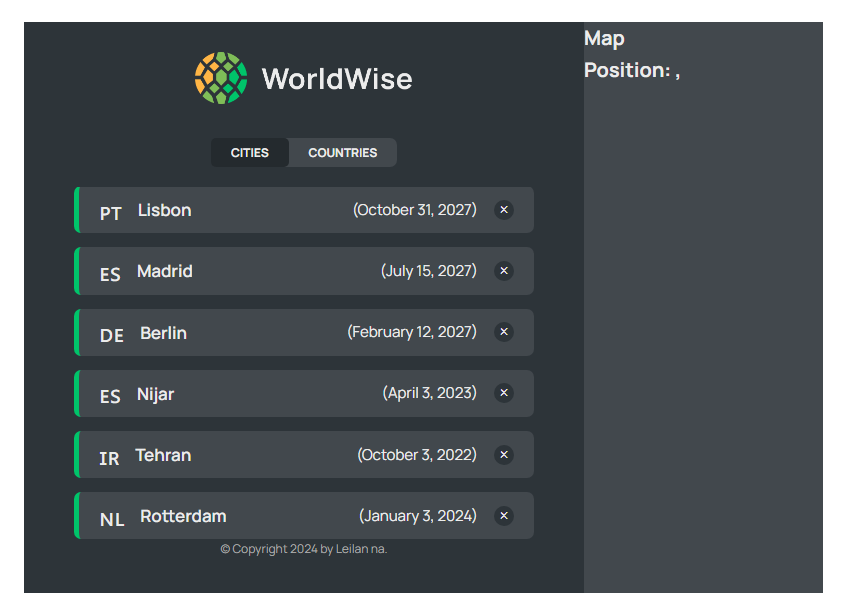 WorldWise
CITIES COUNTRIES
PT Lisbon (October 31, 2027) ×
ES Madrid (July 15, 2027) ×
DE Berlin (February 12, 2027) ×
ES Nijar (April 3, 2023) ×
IR Tehran (October 3, 2022) ×
NL Rotterdam (January 3, 2024) ×
© Copyright 2024 by Leilan na.
Map
Position: ,